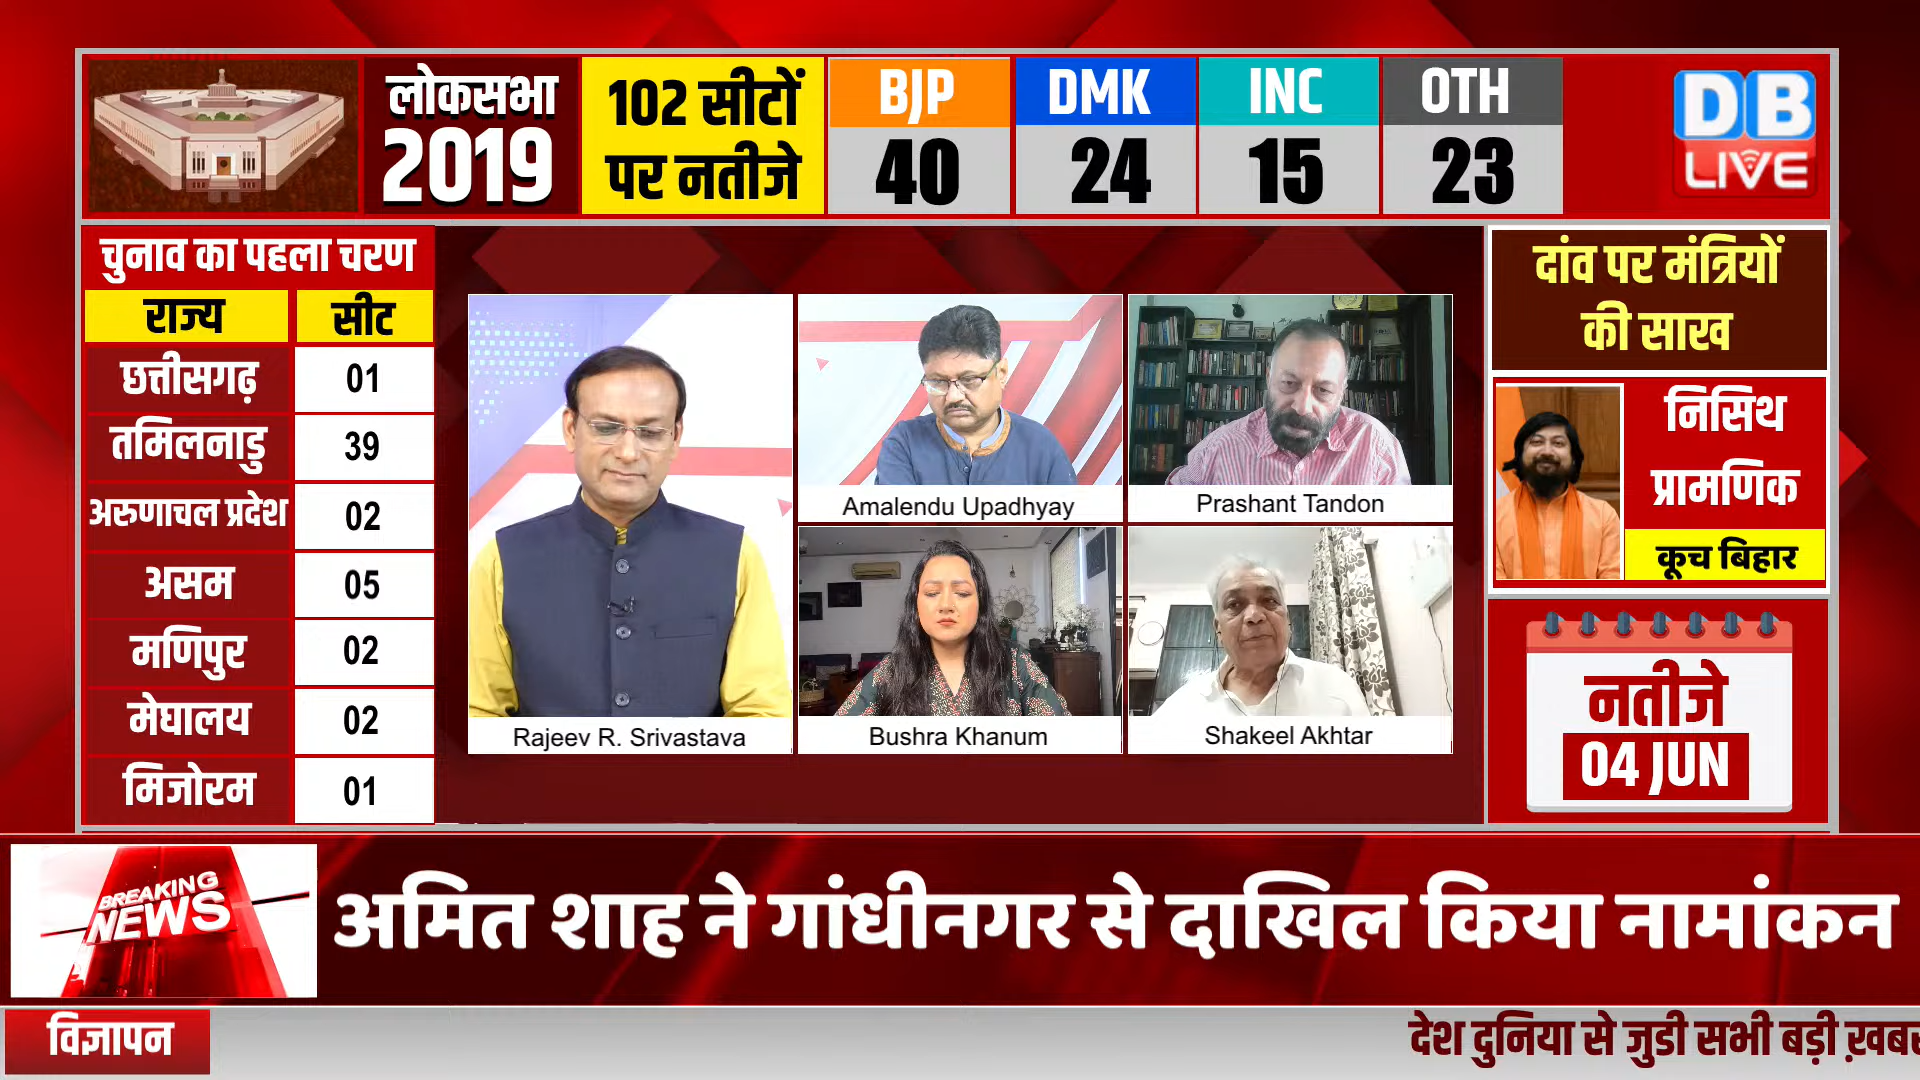 लोकसभा
2019
102 सीटों
पर नतीजे
BJP
40
DMK
24
INC
15
OTH
23
DB
LIVE
चुनाव का पहला चरण
राज्य सीट
छत्तीसगढ़ 01
तमिलनाडु 39
अरुणाचल प्रदेश 02
असम 05
मणिपुर 02
मेघालय 02
मिजोरम 01
Rajeev R. Srivastava
Amalendu Upadhyay
Prashant Tandon
Bushra Khanum
Shakeel Akhtar
दांव पर मंत्रियों
की साख
निसिथ
प्रामणिक
कूच बिहार
नतीजे
04 JUN
BREAKING
NEWS
अमित शाह ने गांधीनगर से दाखिल किया नामांकन
विज्ञापन
देश दुनिया से जुडी सभी बड़ी